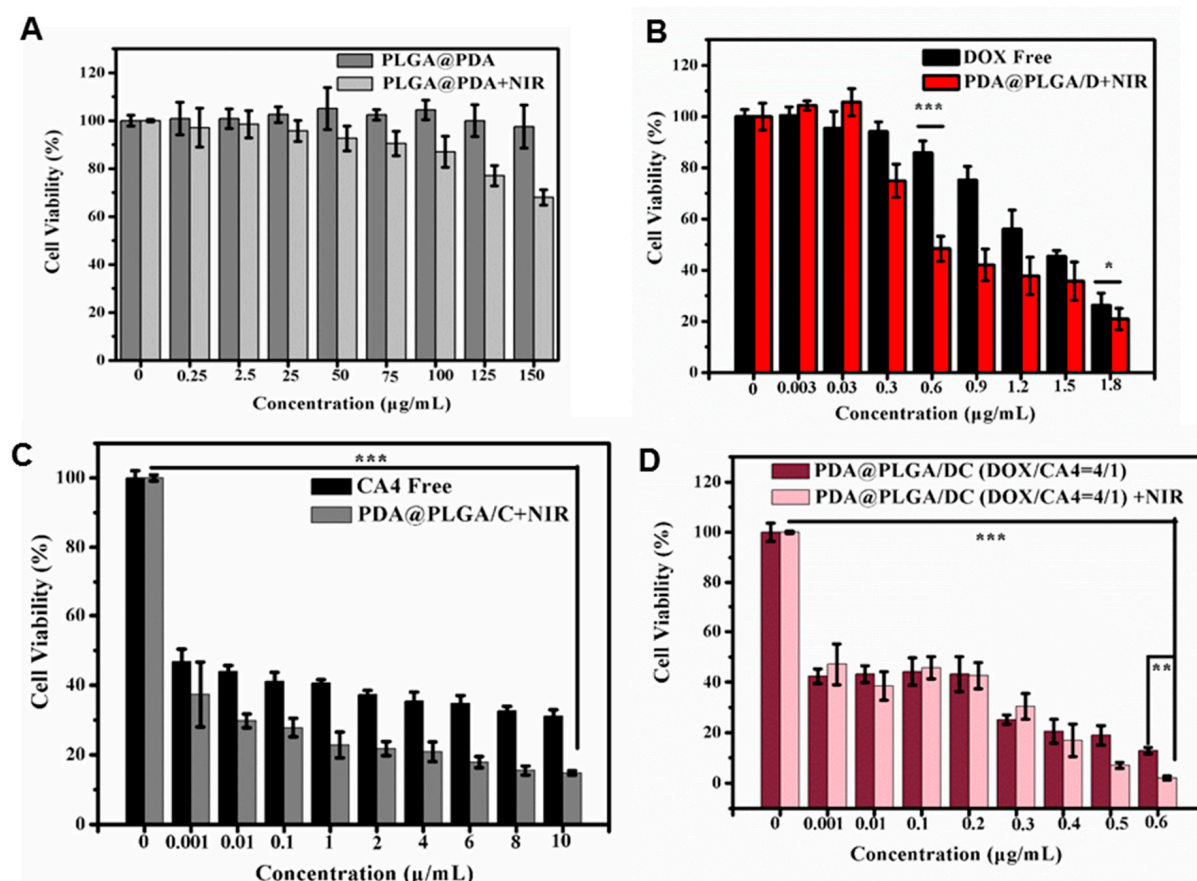 A
PLGA@PDA
PLGA@PDA+NIR
120
100
80
60
40
20
0
Cell Viability (%)
0 0.25 2.5 25 50 75 100 125 150
Concentration (µg/mL)
B
DOX Free
PDA@PLGA/D+NIR
120
100
80
60
40
20
0
Cell Viability (%)
***
*
0 0.003 0.03 0.3 0.6 0.9 1.2 1.5 1.8
Concentration (µg/mL)
C
***
CA4 Free
PDA@PLGA/C+NIR
100
80
60
40
20
0
Cell Viability (%)
0 0.001 0.01 0.1 1 2 4 6 8 10
Concentration (µ/mL)
D
PDA@PLGA/DC (DOX/CA4=4/1)
PDA@PLGA/DC (DOX/CA4=4/1) +NIR
120
100
80
60
40
20
0
Cell Viability (%)
***
**
0 0.001 0.01 0.1 0.2 0.3 0.4 0.5 0.6
Concentration (µg/mL)